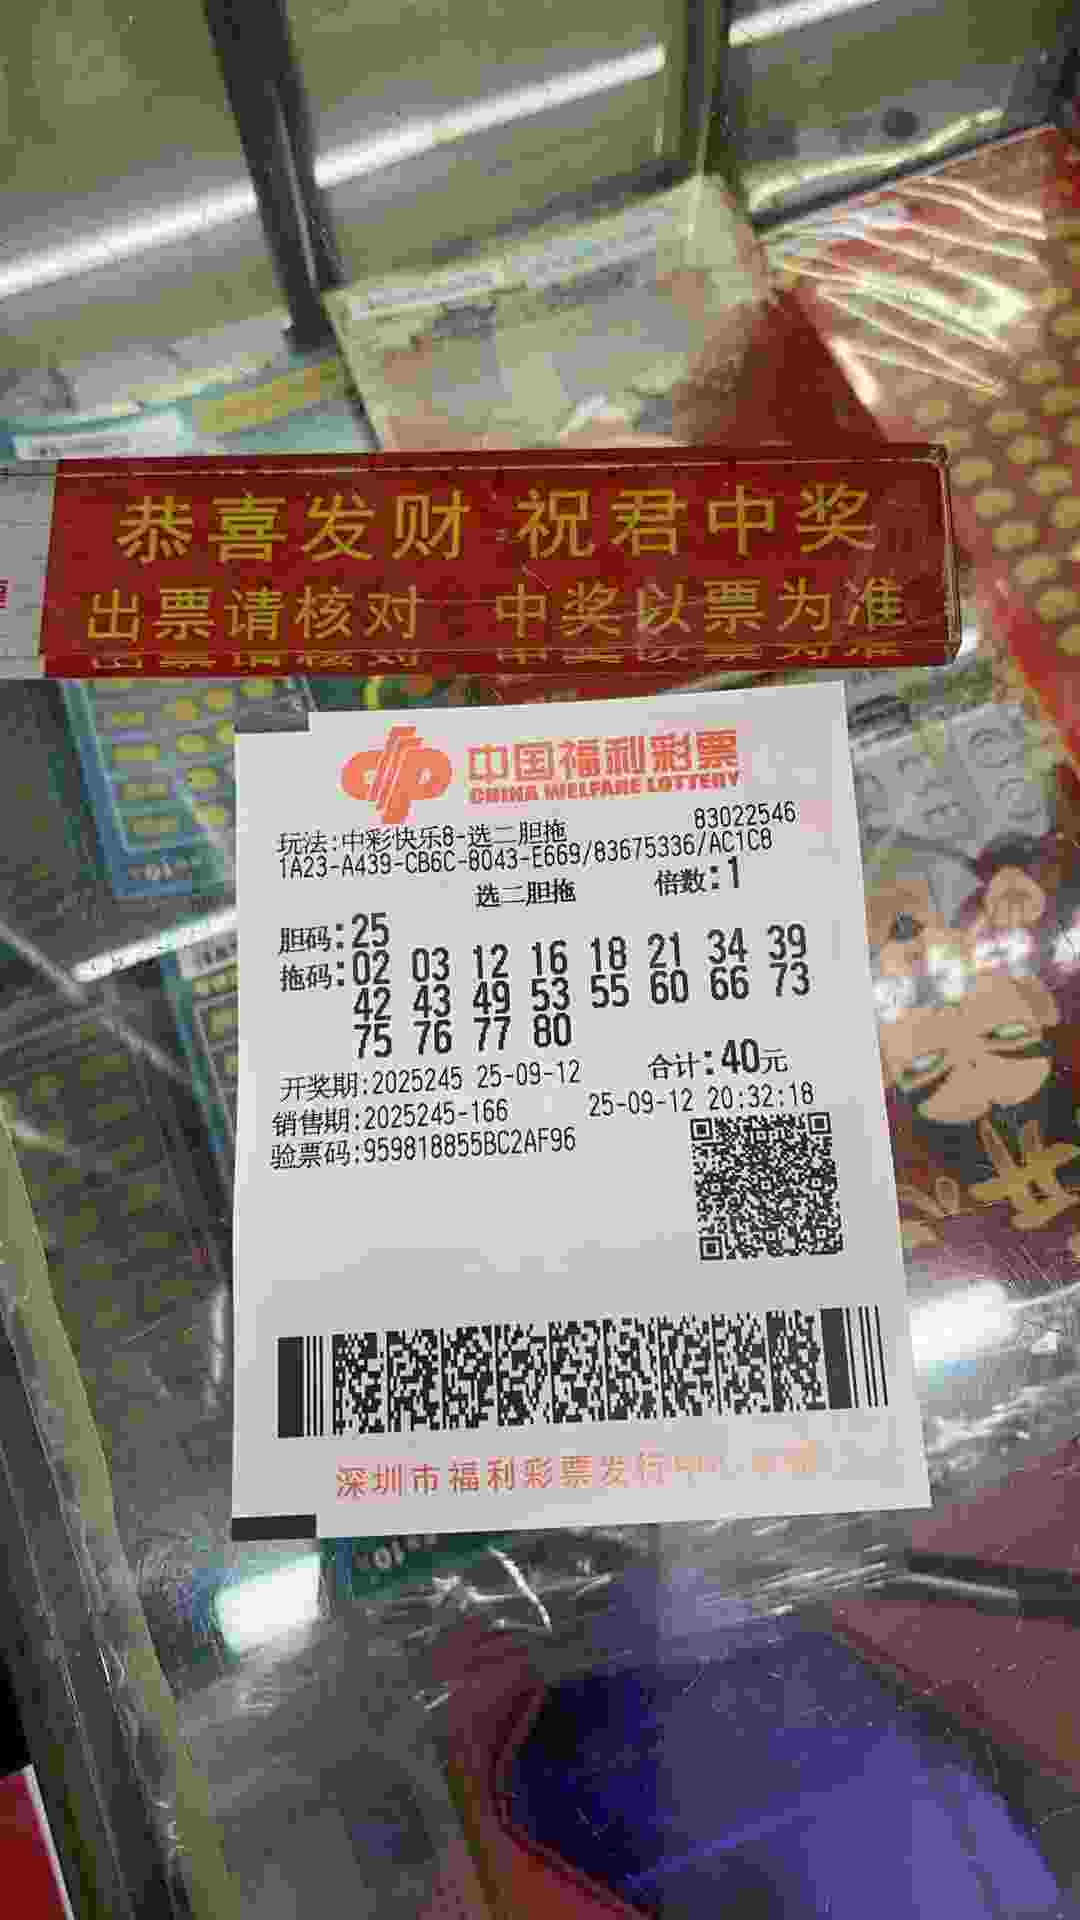 恭喜发财 祝君中奖
出票请核对 中奖以票为准
中国福利彩票
CHINA WELFARE LOTTERY
83022546
玩法:中彩快乐8-选二胆拖
1A23-A439-CB6C-8043-E669/83675336/AC1C8
选二胆拖 倍数:1
胆码:25
拖码:02 03 12 16 18 21 34 39
42 43 49 53 55 60 66 73
75 76 77 80
合计:40元
开奖期:2025245 25-09-12
销售期:2025245-166 25-09-12 20:32:18
验票码:959818855BC2AF96
深圳市福利彩票发行中心